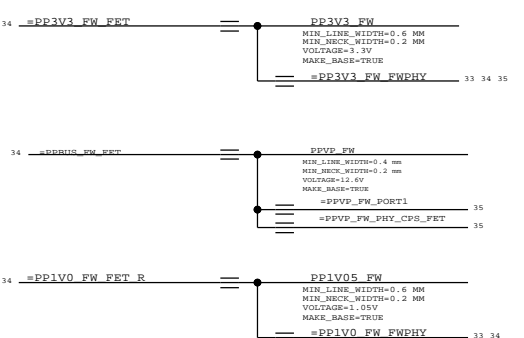 34 =PP3V3_FW_FET PP3V3_FW
MIN_LINE_WIDTH=0.6 MM
MIN_NECK_WIDTH=0.2 MM
VOLTAGE=3.3V
MAKE_BASE=TRUE
=PP3V3_FW_FWPHY 33 34 35
34 =PPBUS_FW_FET PPVP_FW
MIN_LINE_WIDTH=0.4 mm
MIN_NECK_WIDTH=0.2 mm
VOLTAGE=12.6V
MAKE_BASE=TRUE
=PPVP_FW_PORT1 35
=PPVP_FW_PHY_CPS_FET 35
34 =PP1V0_FW_FET_R PP1V05_FW
MIN_LINE_WIDTH=0.6 MM
MIN_NECK_WIDTH=0.2 MM
VOLTAGE=1.05V
MAKE_BASE=TRUE
=PP1V0_FW_FWPHY 33 34